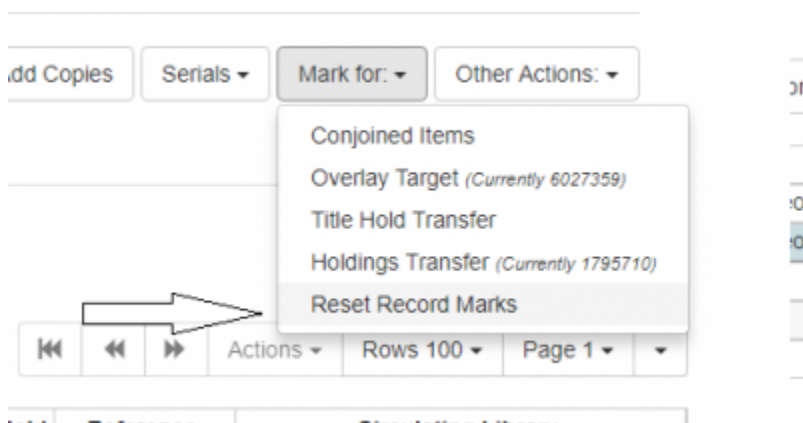 Add Copies Serials Mark for: Other Actions:
Conjoined Items
Overlay Target (Currently 6027359)
Title Hold Transfer
Holdings Transfer (Currently 1795710)
Reset Record Marks
Actions Rows 100 Page 1